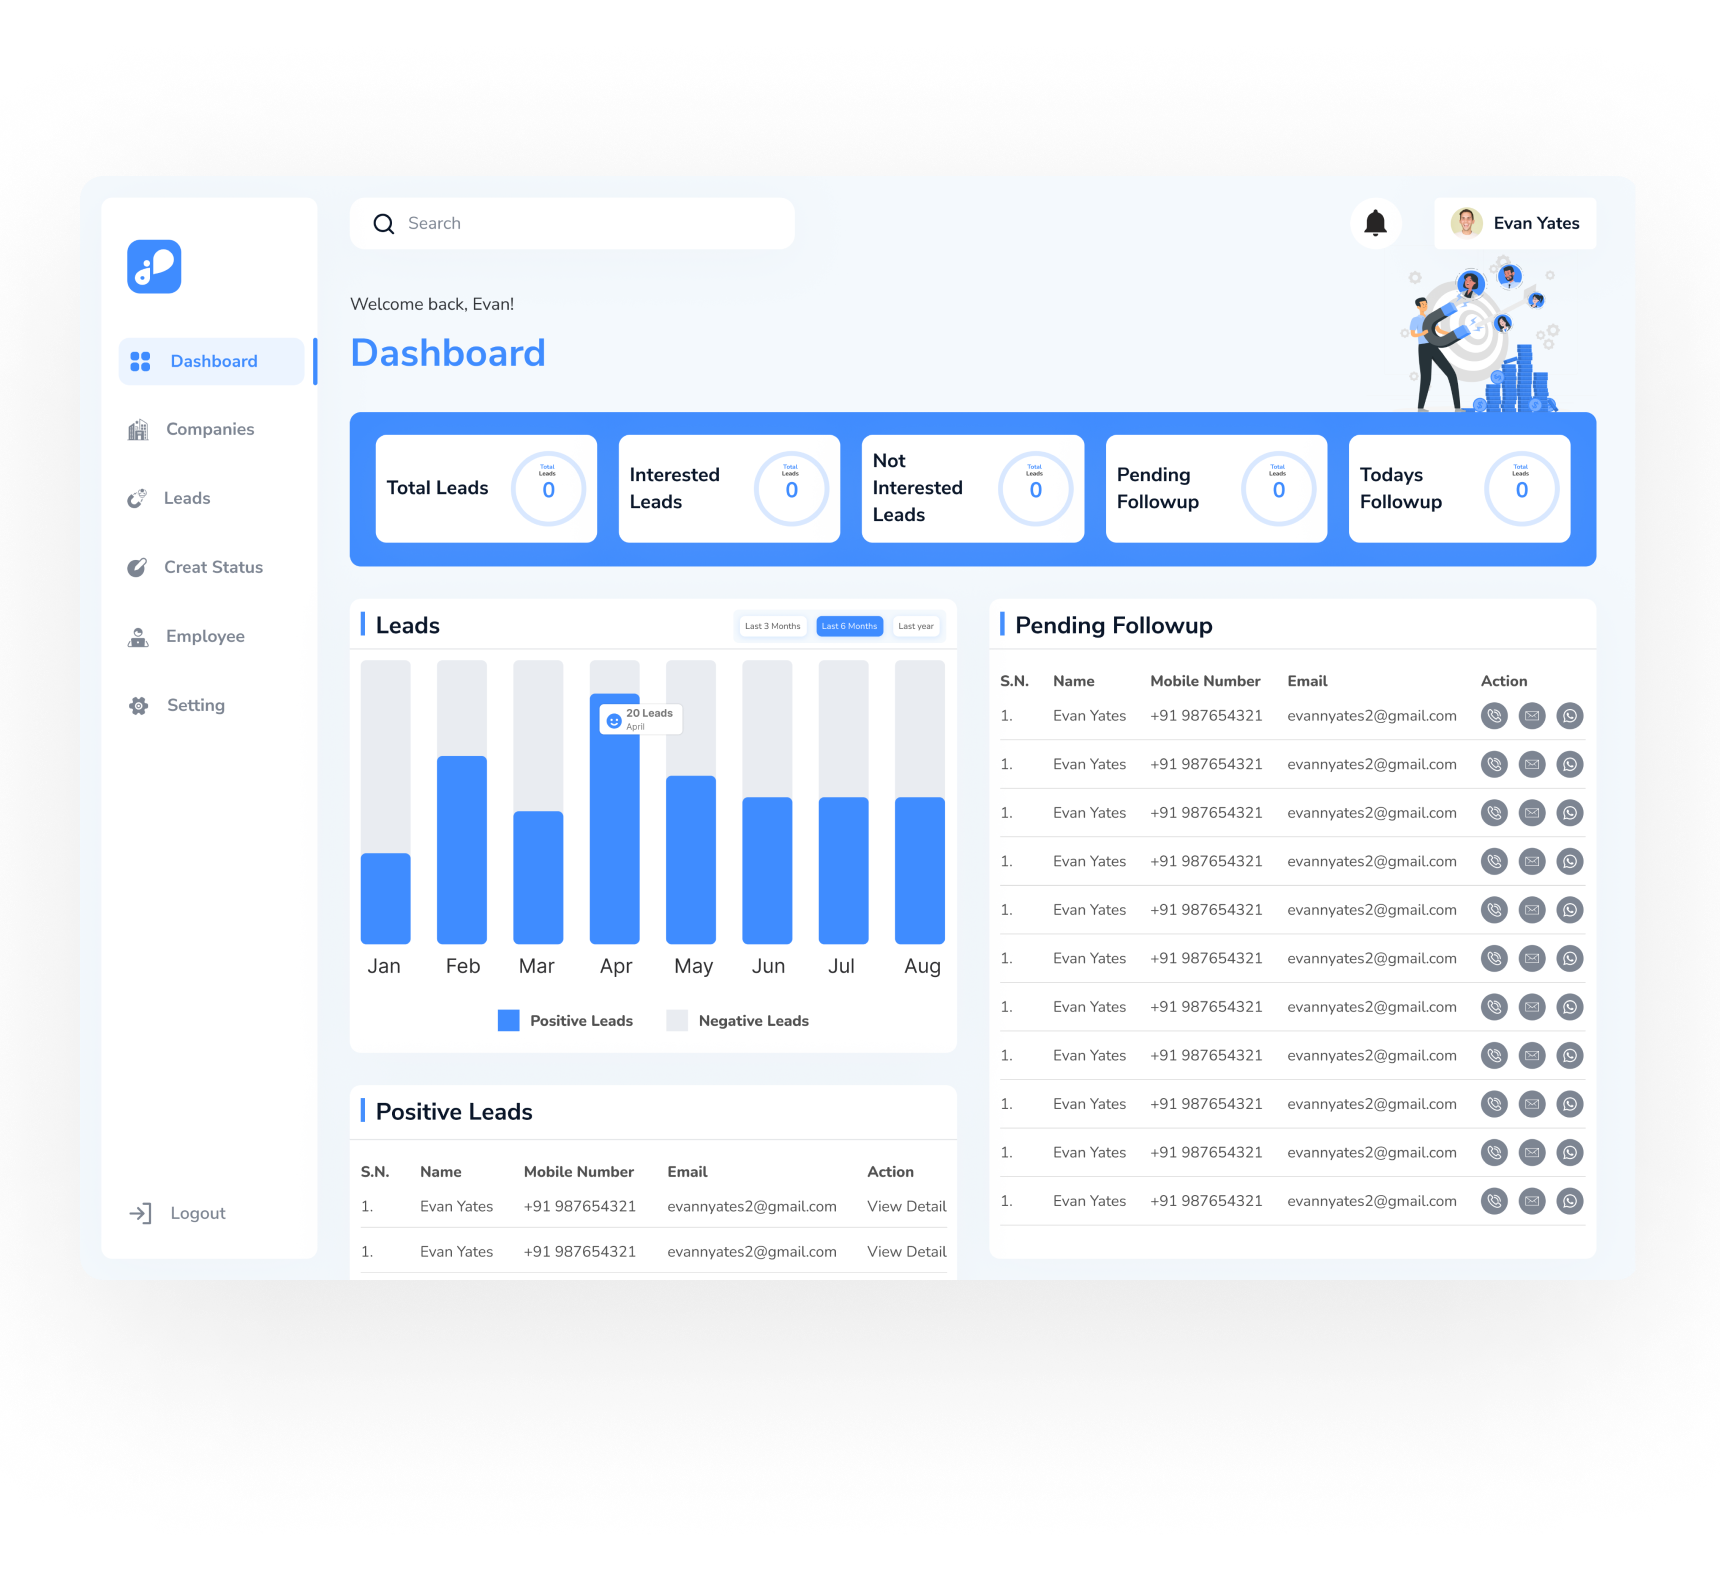 Search
Evan Yates
Welcome back, Evan!
Dashboard
Dashboard
Companies
Leads
Creat Status
Employee
Setting
Logout
Total Leads
Total
Leads
0
Interested
Leads
Total
Leads
0
Not
Interested
Leads
Total
Leads
0
Pending
Followup
Total
Leads
0
Todays
Followup
Total
Leads
0
Leads
Last 3 Months Last 6 Months Last year
20 Leads
April
Jan Feb Mar Apr May Jun Jul Aug
Positive Leads Negative Leads
Positive Leads
S.N. Name Mobile Number Email Action
1. Evan Yates +91 987654321 evannyates2@gmail.com View Detail
1. Evan Yates +91 987654321 evannyates2@gmail.com View Detail
Pending Followup
S.N. Name Mobile Number Email Action
1. Evan Yates +91 987654321 evannyates2@gmail.com
1. Evan Yates +91 987654321 evannyates2@gmail.com
1. Evan Yates +91 987654321 evannyates2@gmail.com
1. Evan Yates +91 987654321 evannyates2@gmail.com
1. Evan Yates +91 987654321 evannyates2@gmail.com
1. Evan Yates +91 987654321 evannyates2@gmail.com
1. Evan Yates +91 987654321 evannyates2@gmail.com
1. Evan Yates +91 987654321 evannyates2@gmail.com
1. Evan Yates +91 987654321 evannyates2@gmail.com
1. Evan Yates +91 987654321 evannyates2@gmail.com
1. Evan Yates +91 987654321 evannyates2@gmail.com